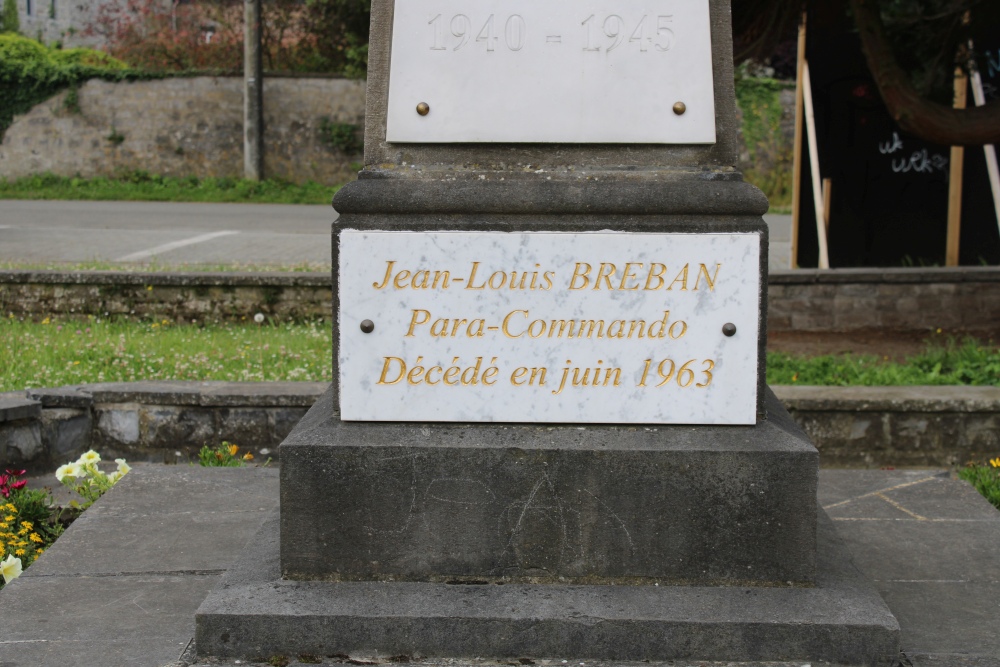 1940 - 1945
Jean-Louis BREBAN
Para-Commando
Décédé en juin 1963